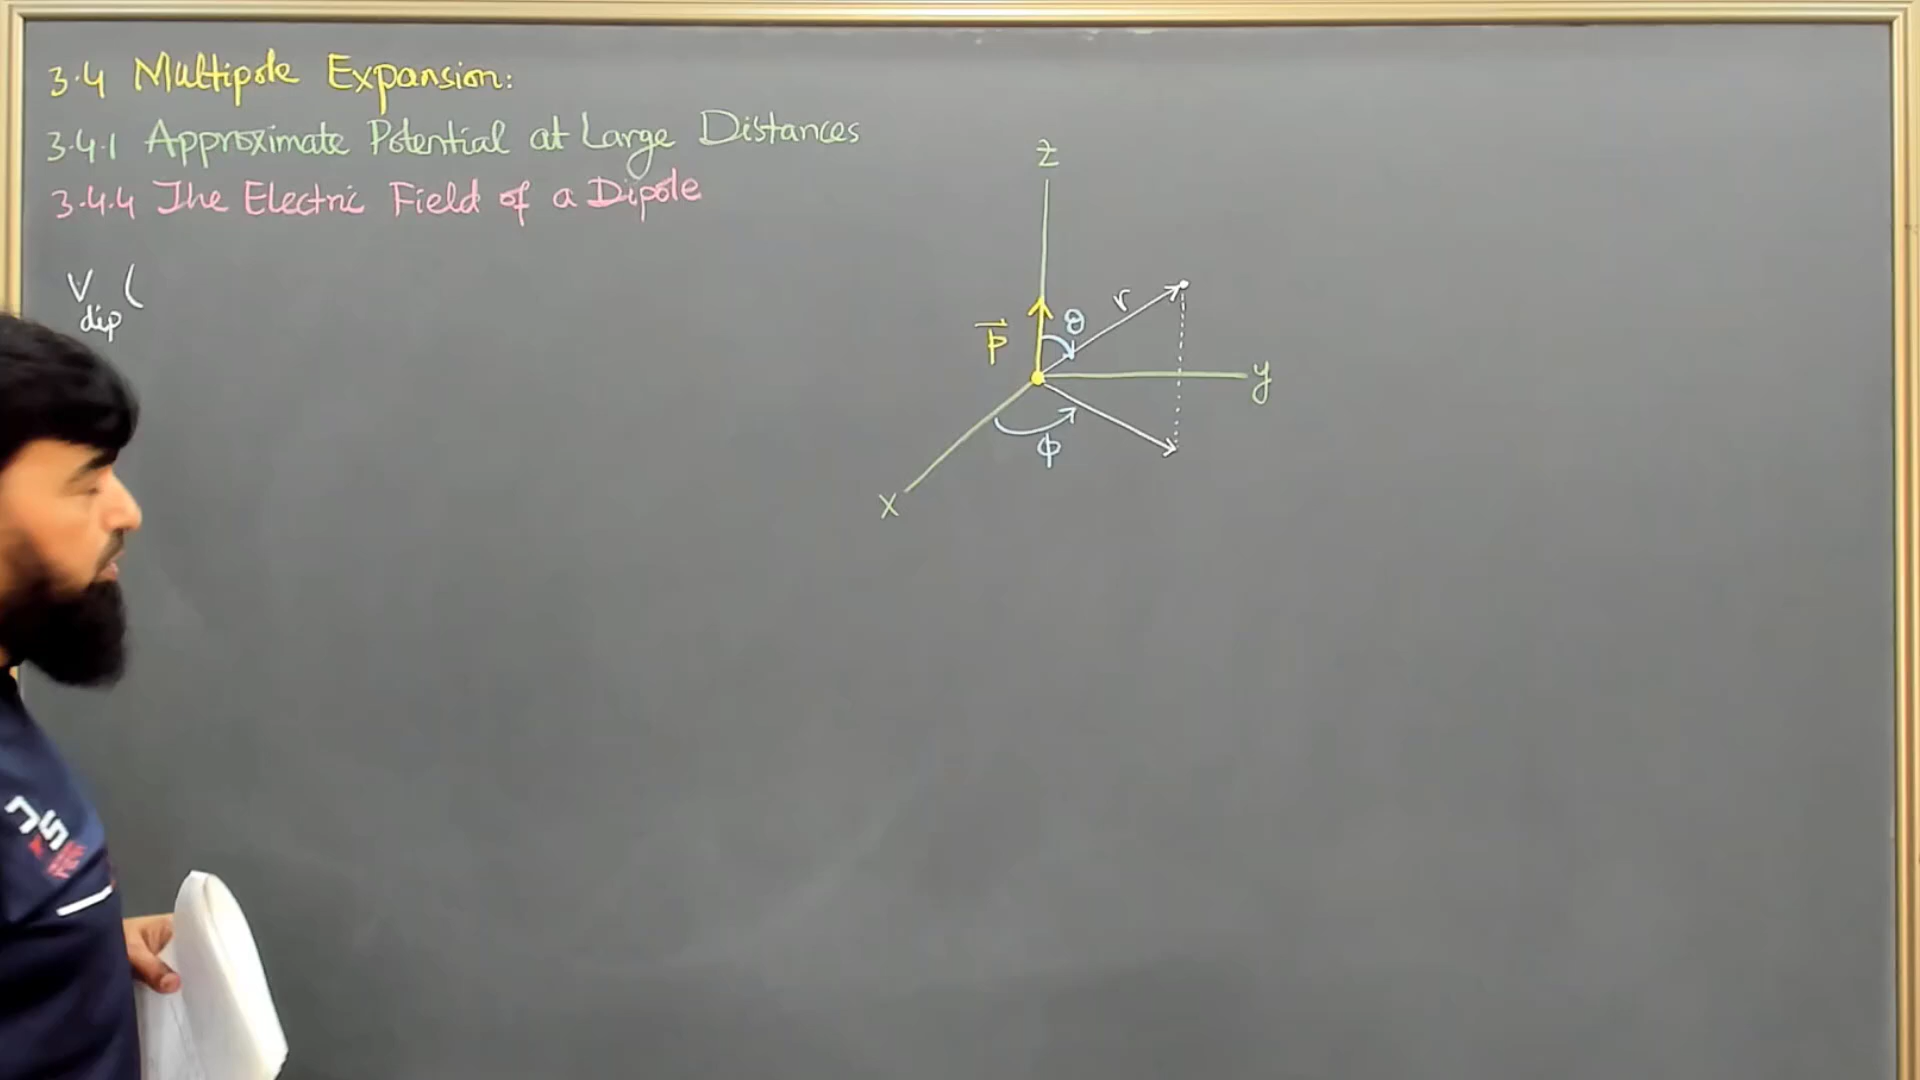 3.4 Multipole Expansion:
3.4.1 Approximate Potential at Large Distances
3.4.4 The Electric Field of a Dipole
V_dip (
z
r
θ
p⃗
y
ϕ
x